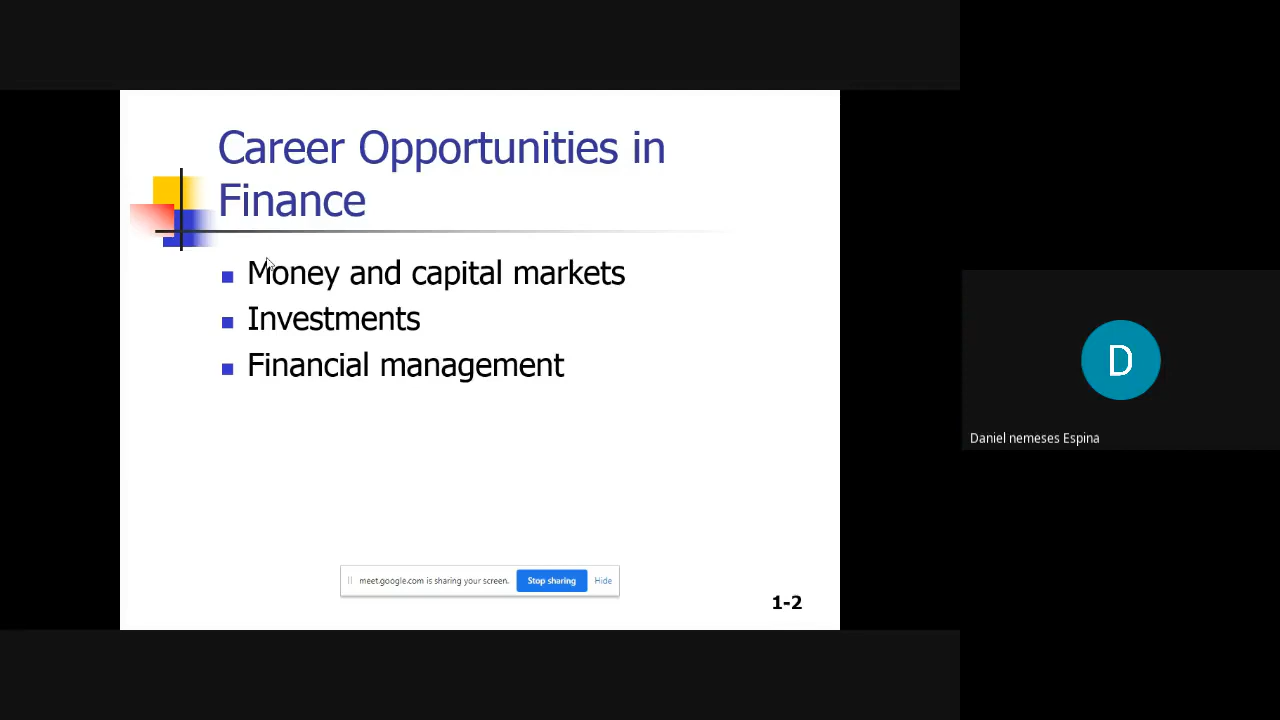 Career Opportunities in
Finance
Money and capital markets
Investments
Financial management
meet.google.com is sharing your screen.
Stop sharing
Hide
1-2
D
Daniel nemeses Espina